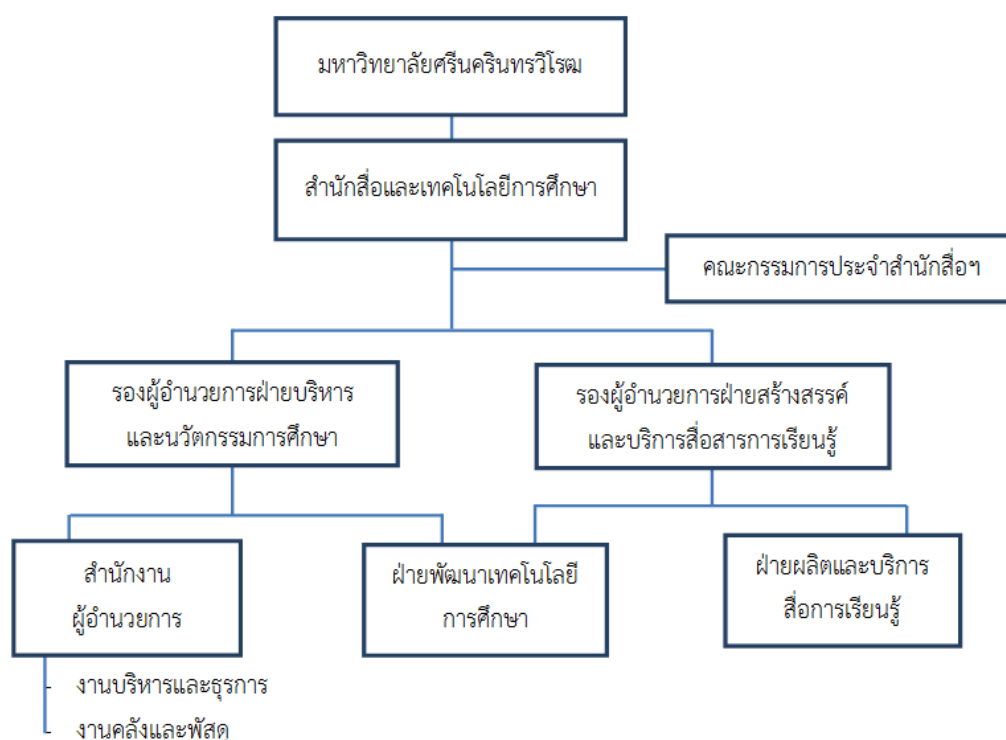 มหาวิทยาลัยศรีนครินทรวิโรฒ
สำนักสื่อและเทคโนโลยีการศึกษา
คณะกรรมการประจำสำนักสื่อฯ
รองผู้อำนวยการฝ่ายบริหาร
และนวัตกรรมการศึกษา
รองผู้อำนวยการฝ่ายสร้างสรรค์
และบริการสื่อสารการเรียนรู้
สำนักงาน
ผู้อำนวยการ
ฝ่ายพัฒนาเทคโนโลยี
การศึกษา
ฝ่ายผลิตและบริการ
สื่อการเรียนรู้
- งานบริหารและธุรการ
- งานคลังและพัสดุ